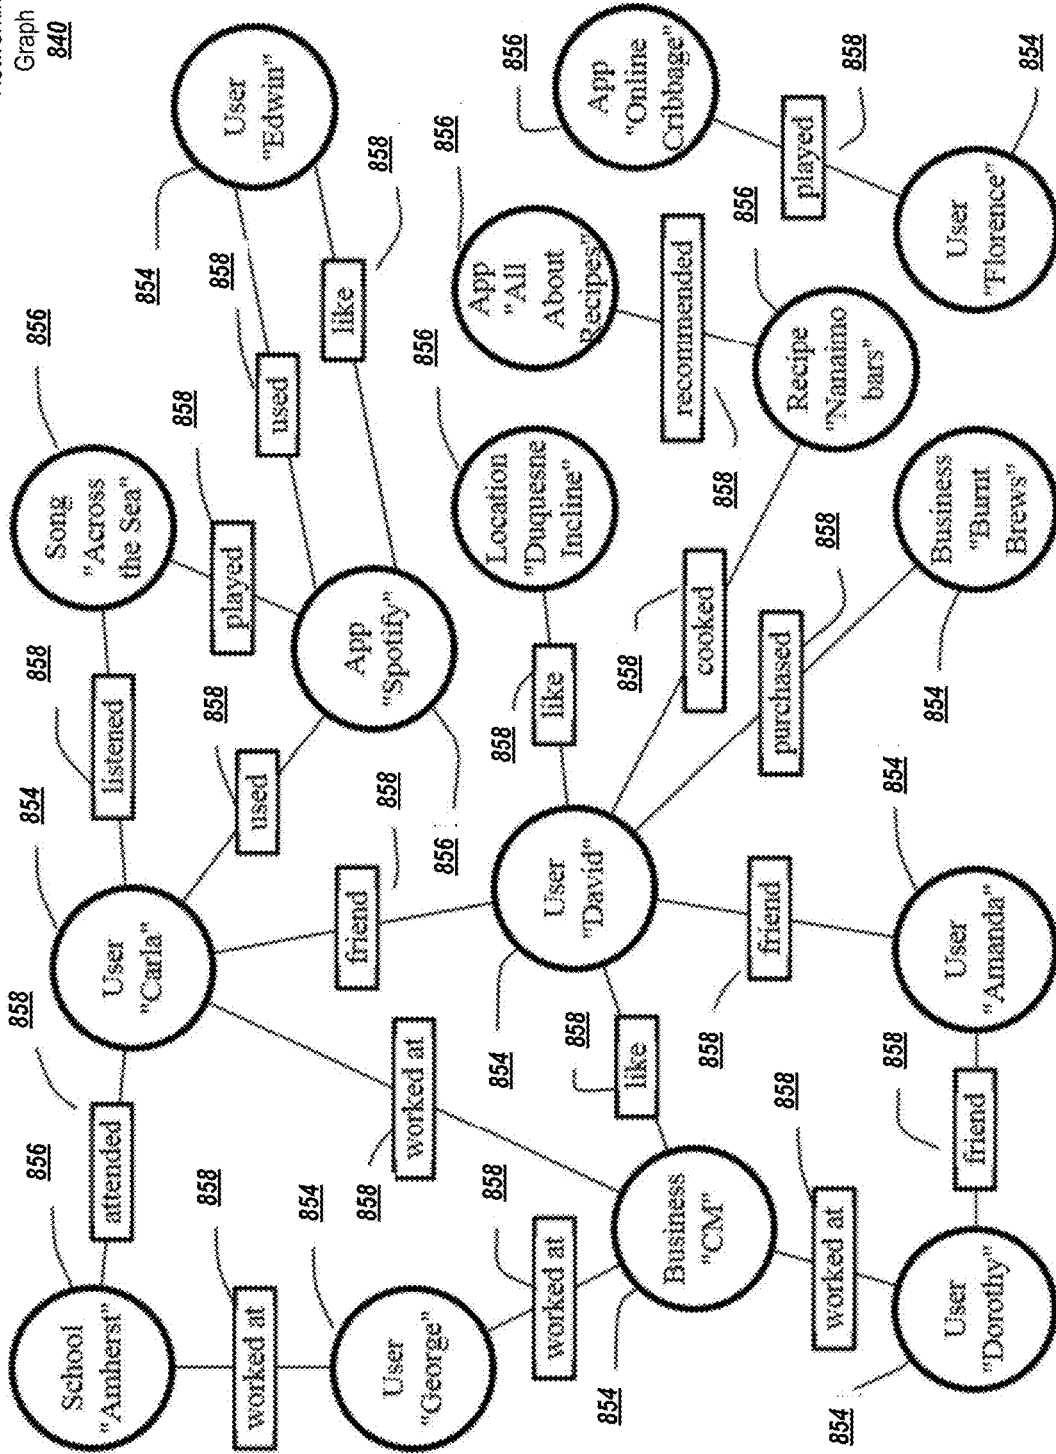 Graph
840
School
"Amherst"
856
attended
858
User
"Carla"
854
listened
858
Song
"Across
the Sea"
856
worked at
858
854
used
858
played
858
854
User
"Edwin"
used
858
User
"George"
858
worked at
friend
858
App
"Spotify"
856
like
858
worked at
858
854
like
858
854
User
"David"
like
858
Location
"Duquesne
Incline"
856
App
"All
About
Recipes"
856
App
"Online
Cribbage"
856
Business
"CM"
858
cooked
recommended
858
856
858
friend
purchased
858
Recipe
"Nanaimo
bars"
played
858
worked at
858
854
User
"Dorothy"
friend
858
User
"Amanda"
854
854
Business
"Burnt
Brews"
User
"Florence"
854